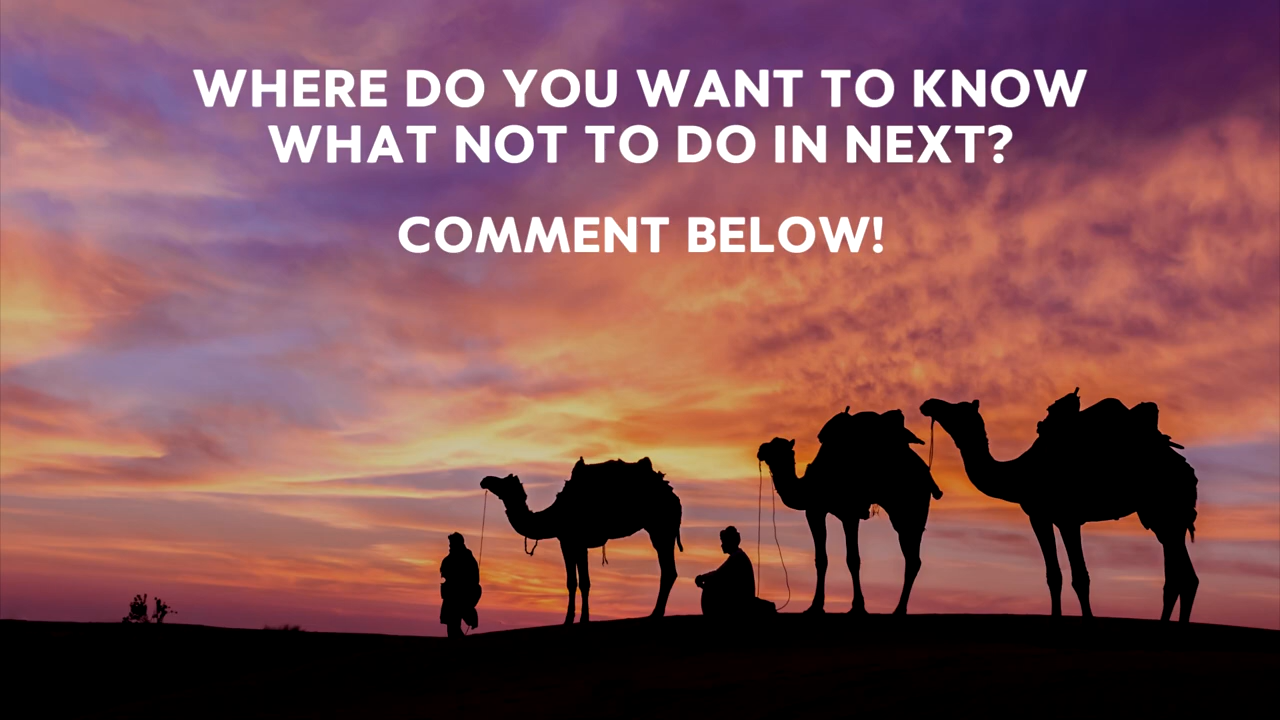 WHERE DO YOU WANT TO KNOW
WHAT NOT TO DO IN NEXT?
COMMENT BELOW!